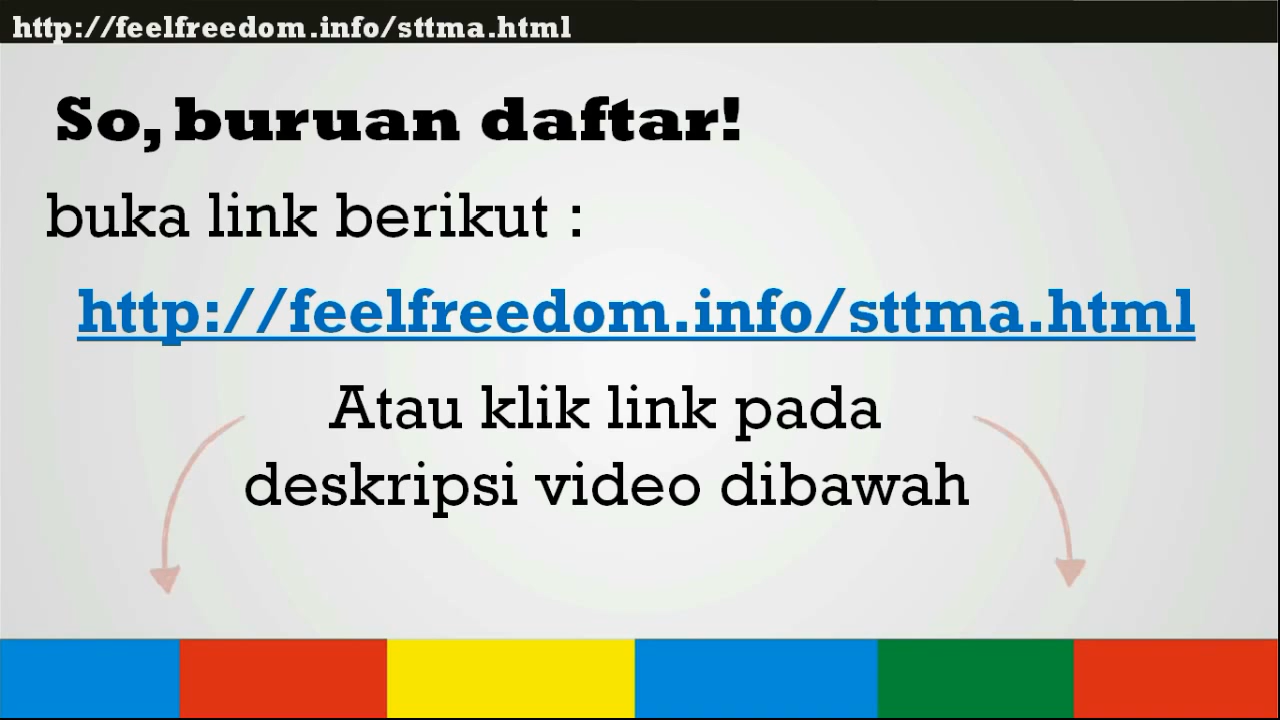 http://feelfreedom.info/sttma.html
So, buruan daftar!
buka link berikut :
http://feelfreedom.info/sttma.html
Atau klik link pada
deskripsi video dibawah